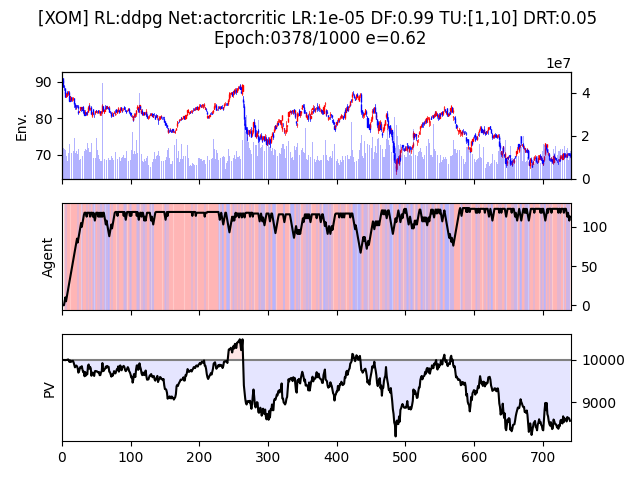 [XOM] RL:ddpg Net:actorcritic LR:1e-05 DF:0.99 TU:[1,10] DRT:0.05
Epoch:0378/1000 e=0.62
1e7
90
80
70
Env.
4
2
0
Agent
100
50
0
PV
10000
9000
0 100 200 300 400 500 600 700